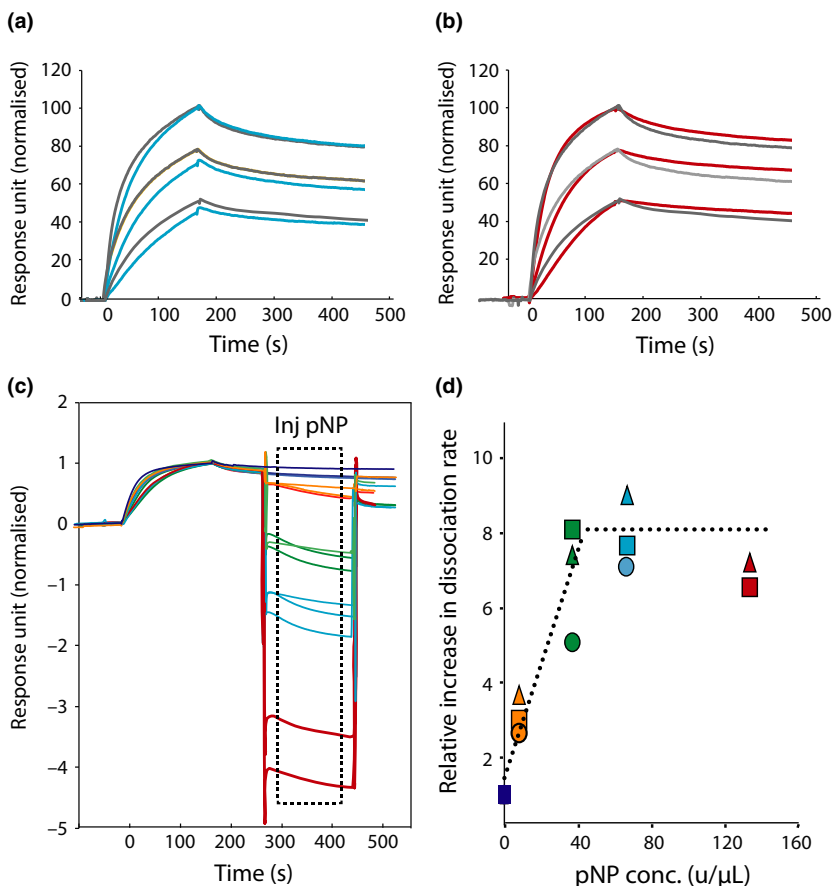 (a)
Response unit (normalised)
120
100
80
60
40
20
0
0 100 200 300 400 500
Time (s)
(b)
Response unit (normalised)
120
100
80
60
40
20
0
0 100 200 300 400 500
Time (s)
(c)
Response unit (normalised)
2
1
0
−1
−2
−3
−4
−5
Inj pNP
0 100 200 300 400 500
Time (s)
(d)
Relative increase in dissociation rate
10
8
6
4
2
0 40 80 120 160
pNP conc. (u/µL)